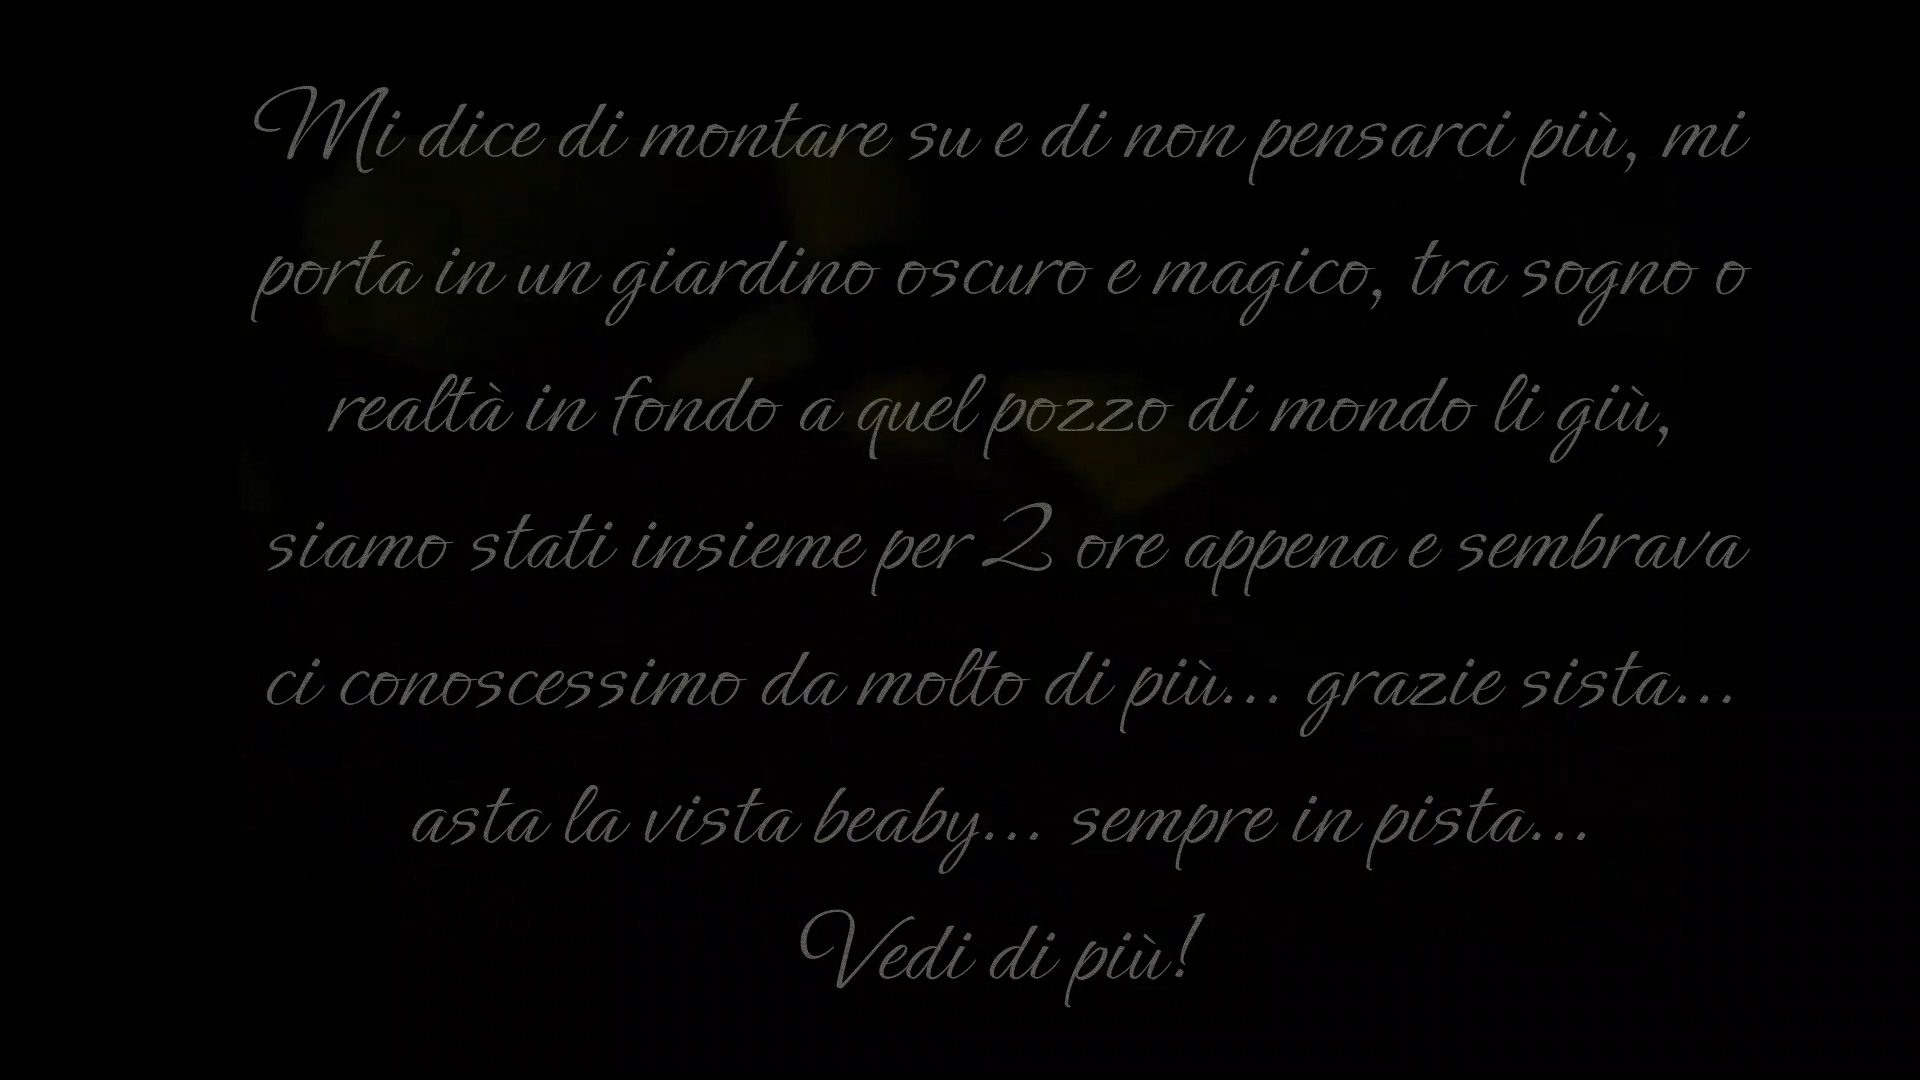 Mi dice di montare su e di non pensarci più, mi
porta in un giardino oscuro e magico, tra sogno o
realtà in fondo a quel pozzo di mondo li giù,
siamo stati insieme per 2 ore appena e sembrava
ci conoscessimo da molto di più... grazie sista...
asta la vista beaby... sempre in pista...
Vedi di più!